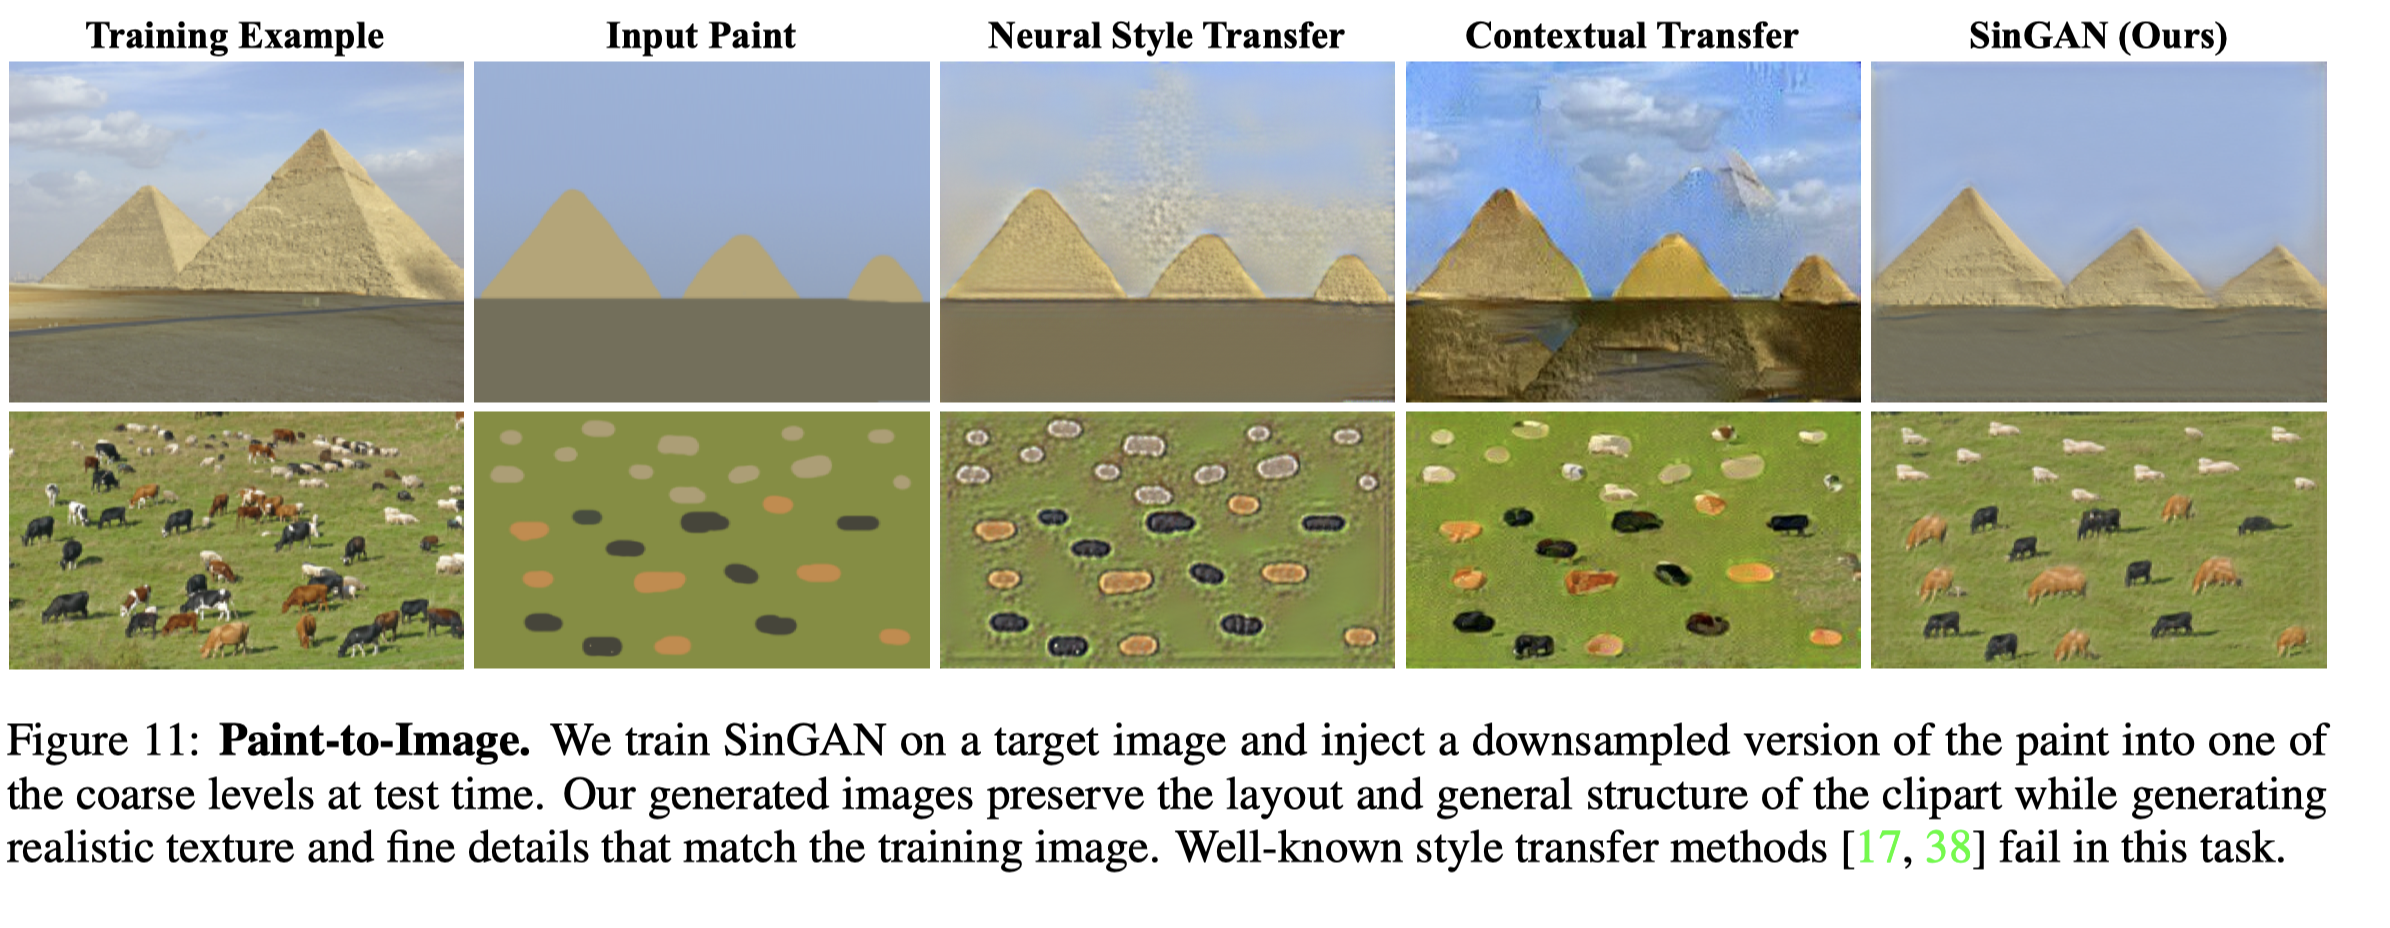 Training Example Input Paint Neural Style Transfer Contextual Transfer SinGAN (Ours)
Figure 11: Paint-to-Image. We train SinGAN on a target image and inject a downsampled version of the paint into one of
the coarse levels at test time. Our generated images preserve the layout and general structure of the clipart while generating
realistic texture and fine details that match the training image. Well-known style transfer methods [17, 38] fail in this task.